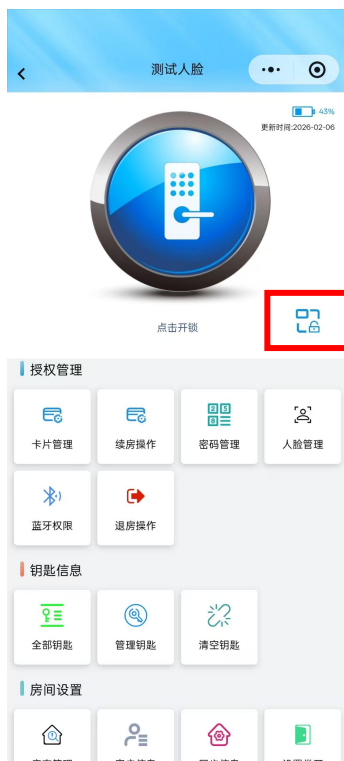 测试人脸
43%
更新时间:2026-02-06
点击开锁
授权管理
卡片管理 续房操作 密码管理 人脸管理
蓝牙权限 退房操作
钥匙信息
全部钥匙 管理钥匙 清空钥匙
房间设置